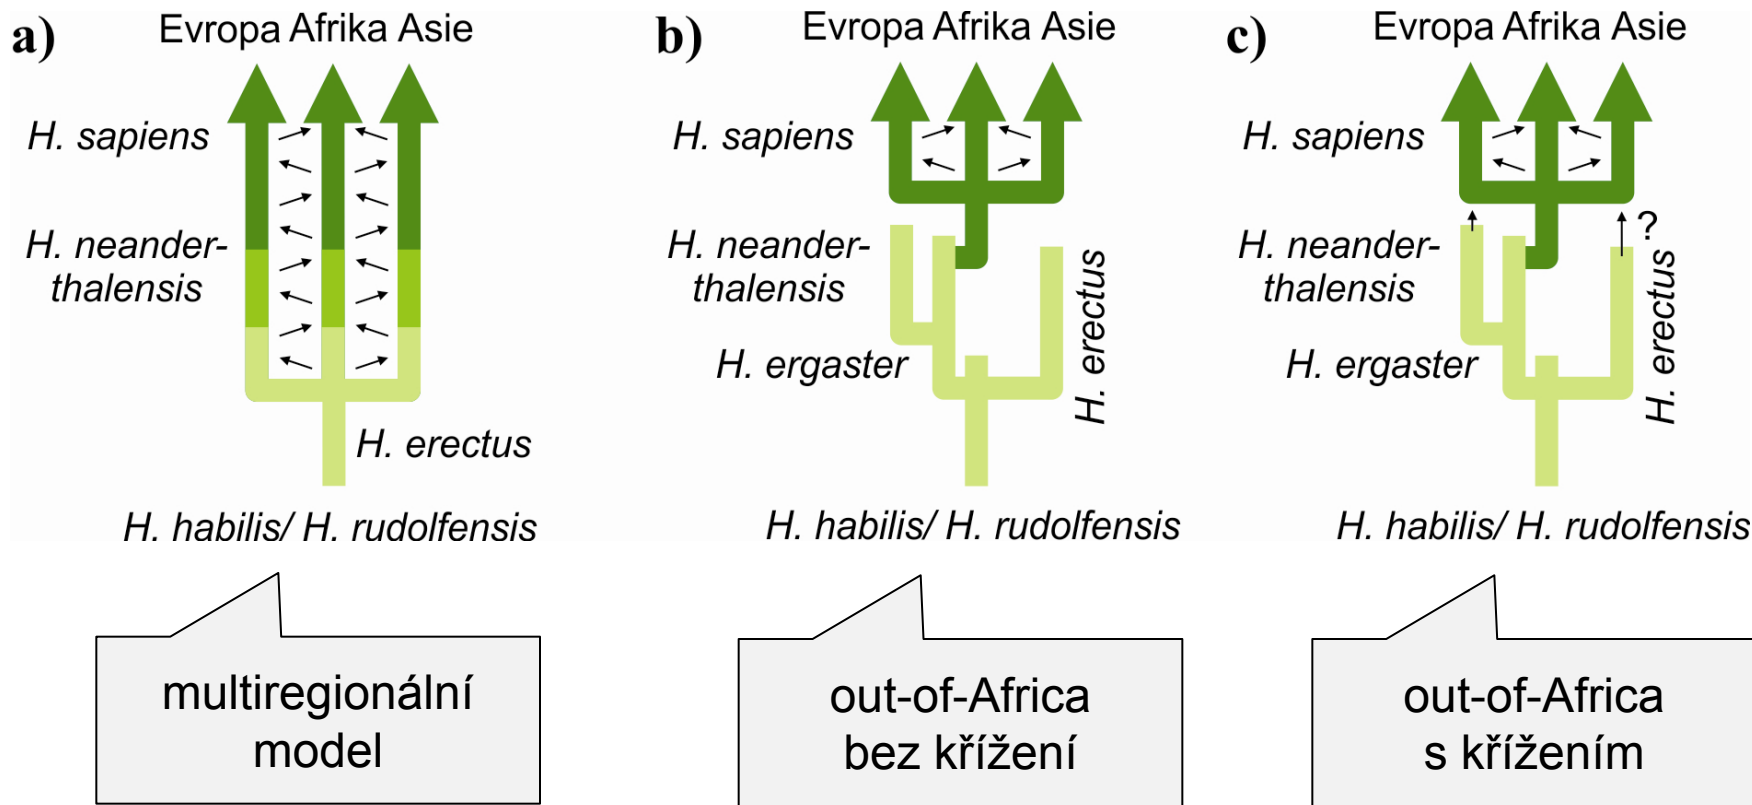 a)
Evropa Afrika Asie
H. sapiens
H. neander-
thalensis
H. erectus
H. habilis/ H. rudolfensis
multiregionální
model
b)
Evropa Afrika Asie
H. sapiens
H. neander-
thalensis
H. ergaster
H. erectus
H. habilis/ H. rudolfensis
out-of-Africa
bez křížení
c)
Evropa Afrika Asie
H. sapiens
?
H. neander-
thalensis
H. ergaster
H. erectus
H. habilis/ H. rudolfensis
out-of-Africa
s křížením